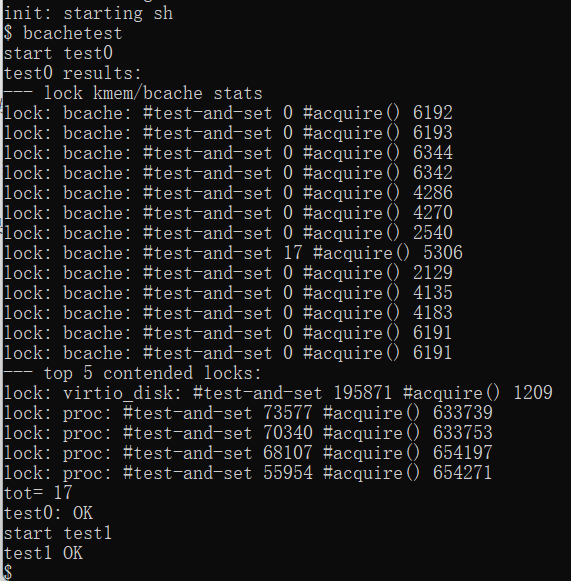 init: starting sh
$ bcachetest
start test0
test0 results:
--- lock kmem/bcache stats
lock: bcache: #test-and-set 0 #acquire() 6192
lock: bcache: #test-and-set 0 #acquire() 6193
lock: bcache: #test-and-set 0 #acquire() 6344
lock: bcache: #test-and-set 0 #acquire() 6342
lock: bcache: #test-and-set 0 #acquire() 4286
lock: bcache: #test-and-set 0 #acquire() 4270
lock: bcache: #test-and-set 0 #acquire() 2540
lock: bcache: #test-and-set 17 #acquire() 5306
lock: bcache: #test-and-set 0 #acquire() 2129
lock: bcache: #test-and-set 0 #acquire() 4135
lock: bcache: #test-and-set 0 #acquire() 4183
lock: bcache: #test-and-set 0 #acquire() 6191
lock: bcache: #test-and-set 0 #acquire() 6191
--- top 5 contended locks:
lock: virtio_disk: #test-and-set 195871 #acquire() 1209
lock: proc: #test-and-set 73577 #acquire() 633739
lock: proc: #test-and-set 70340 #acquire() 633753
lock: proc: #test-and-set 68107 #acquire() 654197
lock: proc: #test-and-set 55954 #acquire() 654271
tot= 17
test0: OK
start test1
test1 OK
$